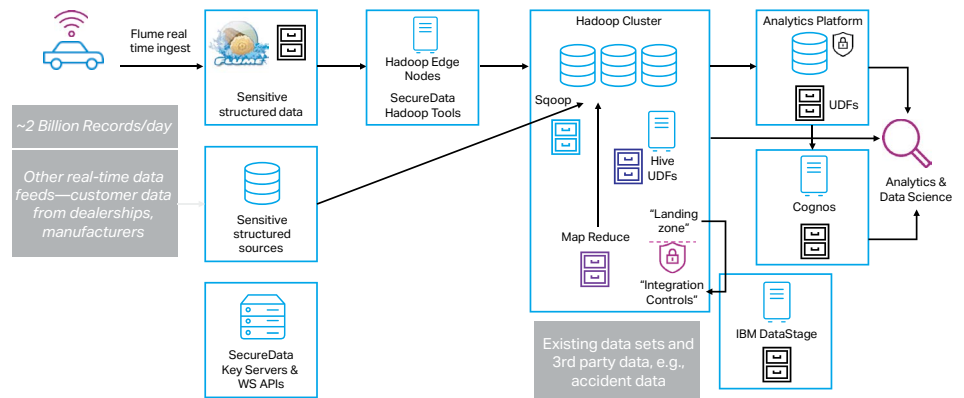 Flume real
time ingest
~2 Billion Records/day
Other real-time data
feeds—customer data
from dealerships,
manufacturers
Sensitive
structured data
Sensitive
structured
sources
SecureData
Key Servers &
WS APIs
Hadoop Edge
Nodes
SecureData
Hadoop Tools
Hadoop Cluster
Sqoop
Hive
UDFs
Map Reduce
"Landing
zone"
"Integration
Controls"
Existing data sets and
3rd party data, e.g.,
accident data
Analytics Platform
UDFs
Cognos
IBM DataStage
Analytics &
Data Science